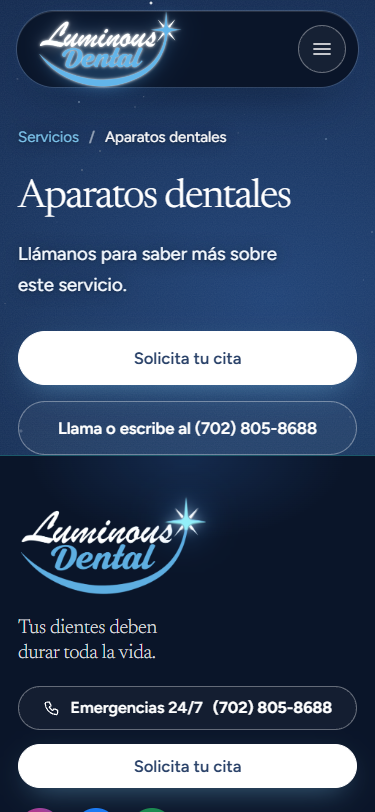 Luminous
Dental
Servicios / Aparatos dentales
Aparatos dentales
Llámanos para saber más sobre
este servicio.
Solicita tu cita
Llama o escribe al (702) 805-8688
Luminous
Dental
Tus dientes deben
durar toda la vida.
Emergencias 24/7 (702) 805-8688
Solicita tu cita